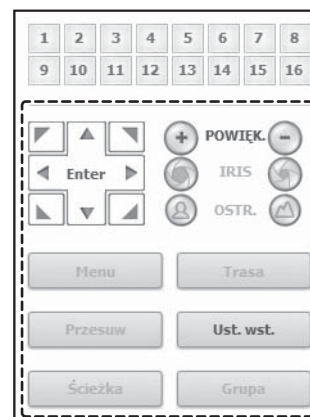 1 2 3 4 5 6 7 8
9 10 11 12 13 14 15 16
POWIĘK.
Enter IRIS
OSTR.
Menu Trasa
Przesuw Ust. wst.
Ścieżka Grupa